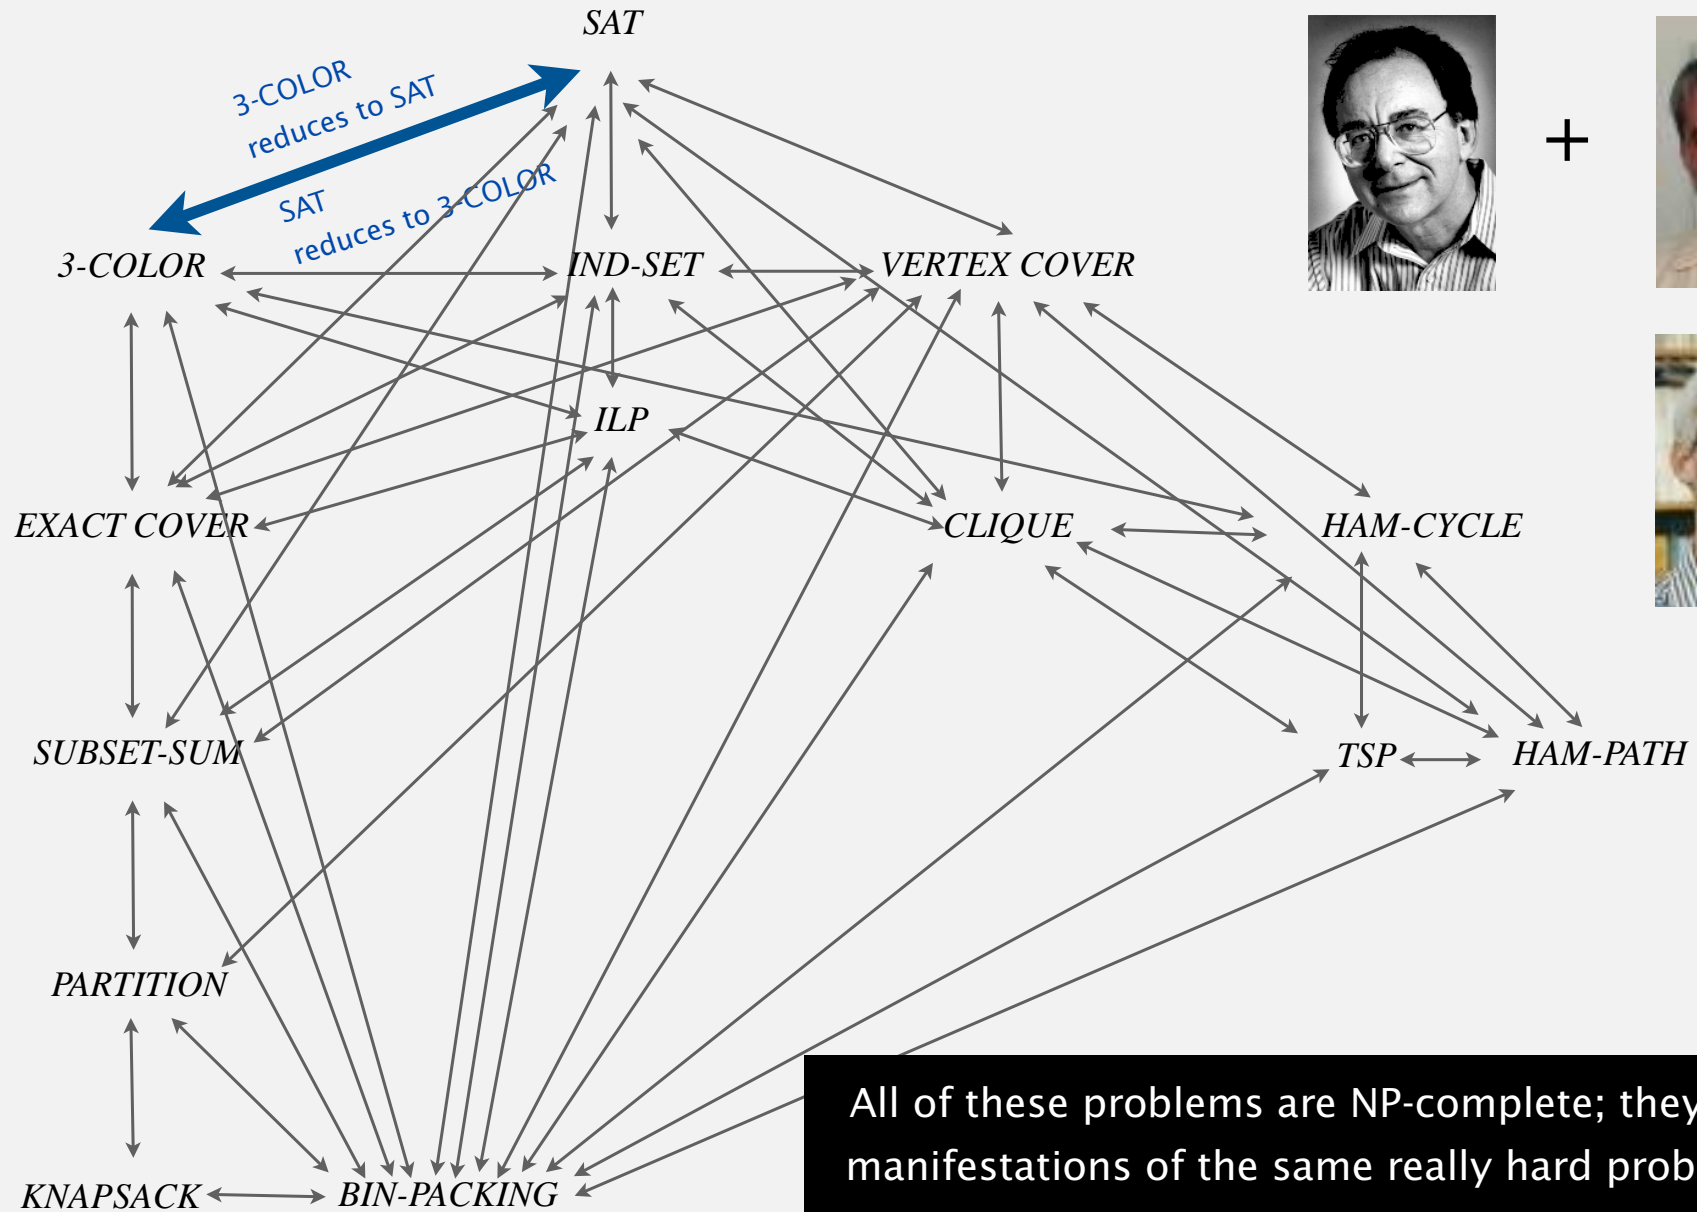 SAT
3-COLOR
reduces to SAT
SAT
reduces to 3-COLOR
+
3-COLOR
IND-SET
VERTEX COVER
ILP
EXACT COVER
CLIQUE
HAM-CYCLE
SUBSET-SUM
TSP
HAM-PATH
PARTITION
All of these problems are NP-complete; they
manifestations of the same really hard prob
KNAPSACK
BIN-PACKING